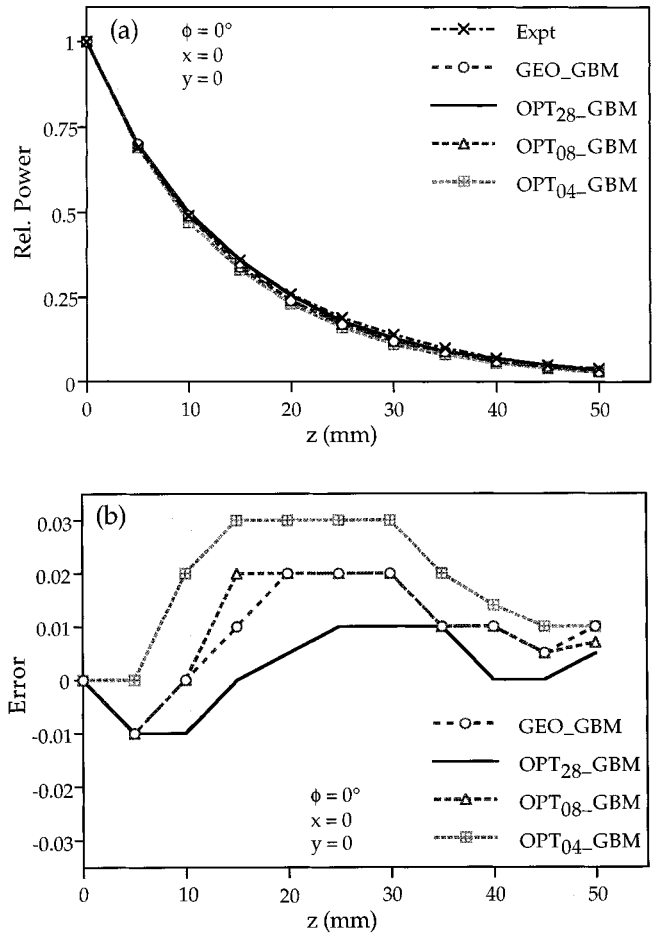 (a)
ϕ = 0°
x = 0
y = 0
Expt
GEO_GBM
OPT28_GBM
OPT08_GBM
OPT04_GBM
1
0.75
0.5
0.25
0
Rel. Power
0 10 20 30 40 50
z (mm)
(b)
0.03
0.02
0.01
0
-0.01
-0.02
-0.03
Error
GEO_GBM
OPT28_GBM
OPT08_GBM
OPT04_GBM
ϕ = 0°
x = 0
y = 0
0 10 20 30 40 50
z (mm)